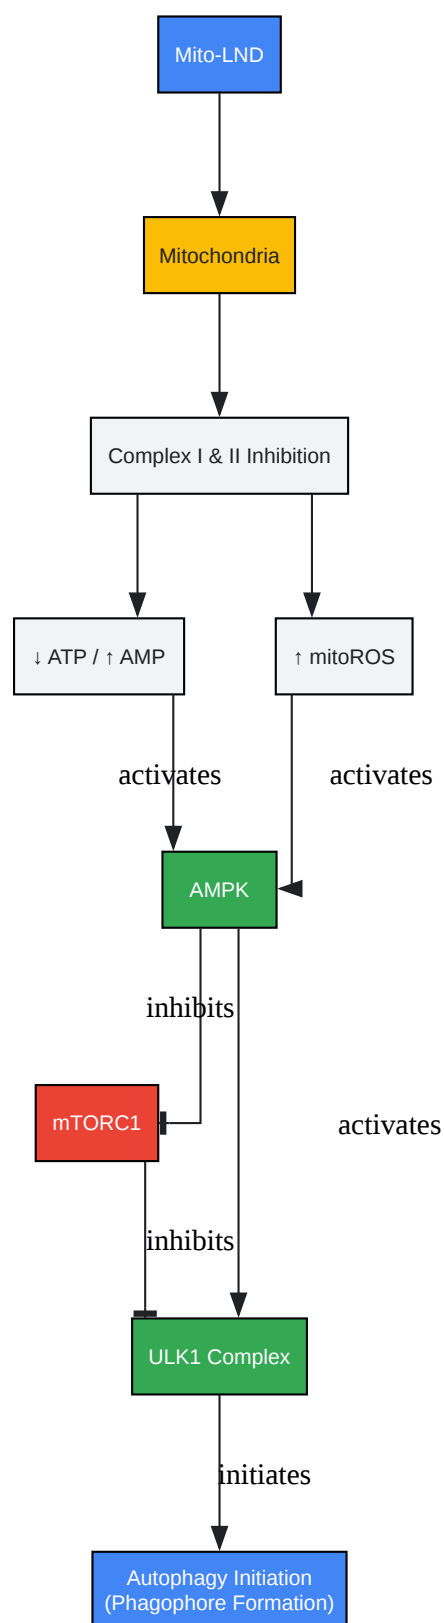 Mito-LND
Mitochondria
Complex I & II Inhibition
↓ ATP / ↑ AMP
↑ mitoROS
activates
activates
AMPK
inhibits
mTORC1
activates
inhibits
ULK1 Complex
initiates
Autophagy Initiation
(Phagophore Formation)